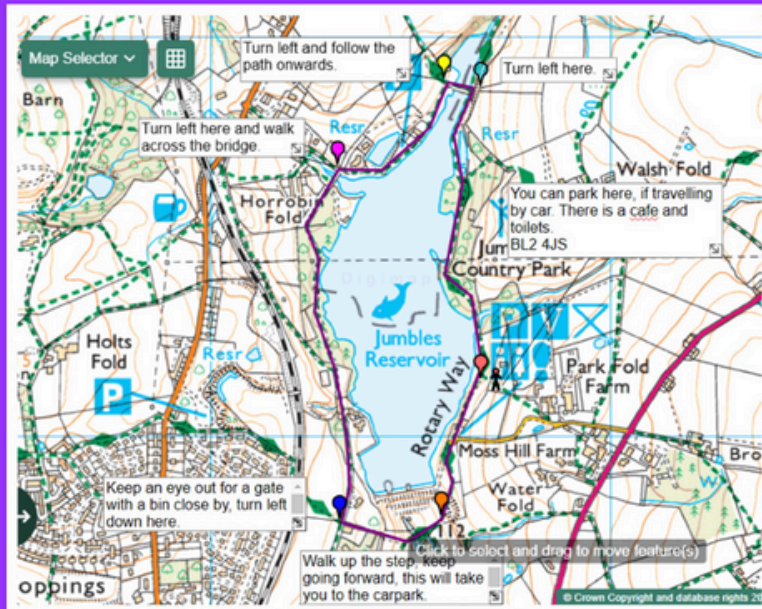 Map Selector
Turn left and follow the
path onwards.
Turn left here.
Barn
Turn left here and walk
across the bridge.
Resr
Resr
Walsh Fold
Horrobin
Fold
You can park here, if travelling
by car. There is a cafe and
toilets.
BL2 4JS
Jum
Country Park
Digimap
Jumbles
Reservoir
Holts
Fold
Resr
P
Rotary Way
Park Fold
Farm
Moss Hill Farm
Bro
Water
Fold
W
Keep an eye out for a gate
with a bin close by, turn left
down here.
112
Click to select and drag to move feature(s)
Walk up the step, keep
going forward, this will take
you to the carpark.
oppings
© Crown Copyright and database rights 20